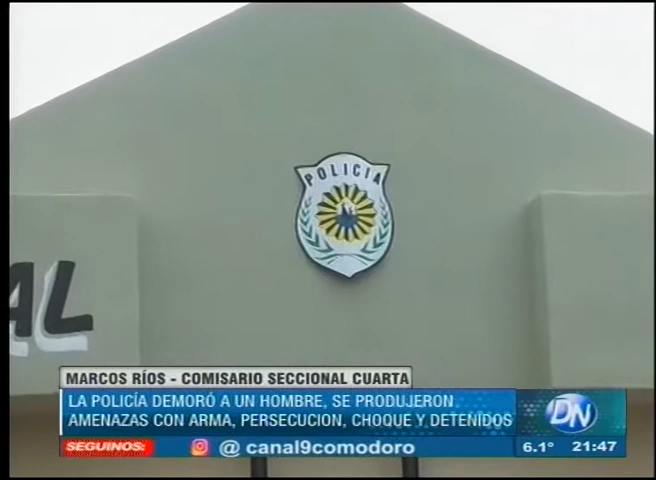 POLICIA
AL
MARCOS RÍOS - COMISARIO SECCIONAL CUARTA
LA POLICÍA DEMORÓ A UN HOMBRE, SE PRODUJERON
AMENAZAS CON ARMA, PERSECUCION, CHOQUE Y DETENIDOS
DN
SEGUINOS: @ canal9comodoro 6.1° 21:47